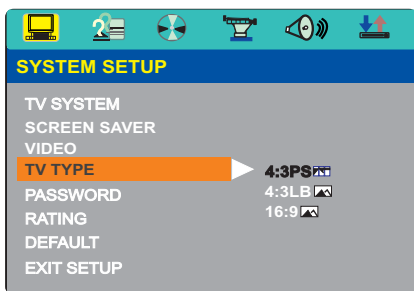 SYSTEM SETUP
TV SYSTEM
SCREEN SAVER
VIDEO
TV TYPE
4:3PS
PASSWORD
4:3LB
RATING
16:9
DEFAULT
EXIT SETUP